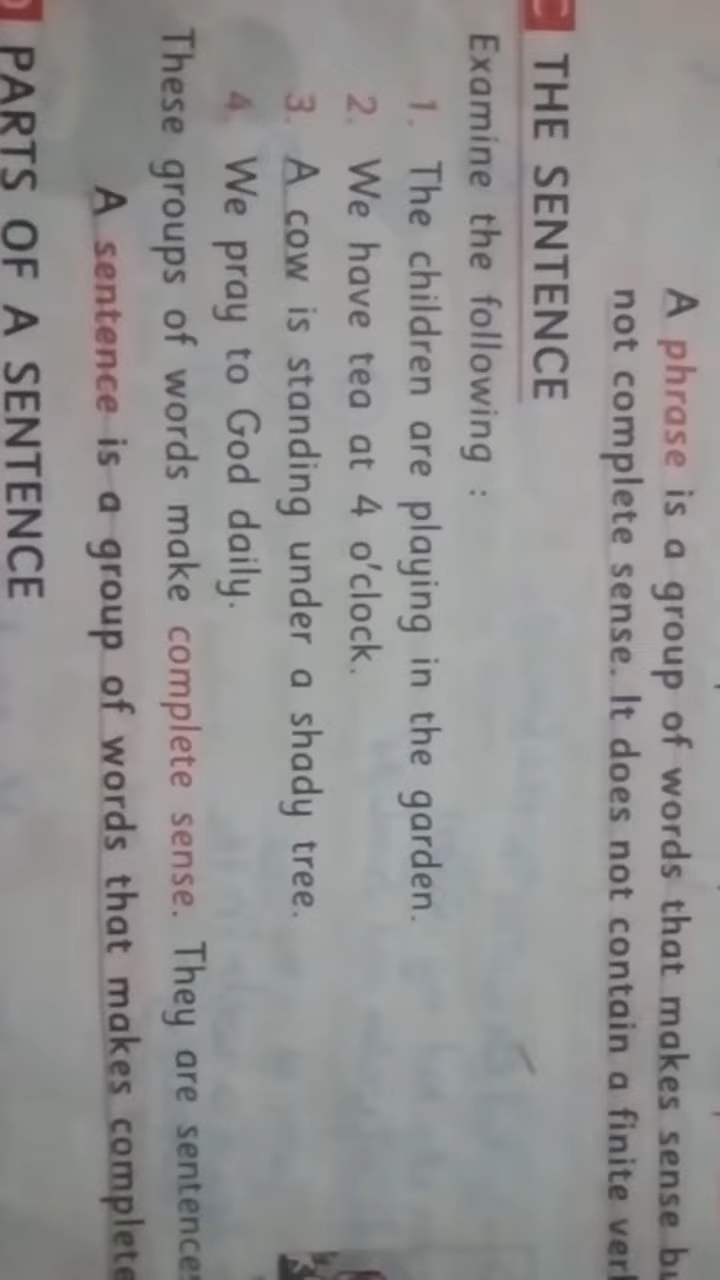 A phrase is a group of words that makes sense
not complete sense. It does not contain a finite
C THE SENTENCE
Examine the following :
1. The children are playing in the garden.
2. We have tea at 4 o'clock.
3. A cow is standing under a shady tree.
4. We pray to God daily.
These groups of words make complete sense. They are sentences
A sentence is a group of words that makes complete
PARTS OF A SENTENCE